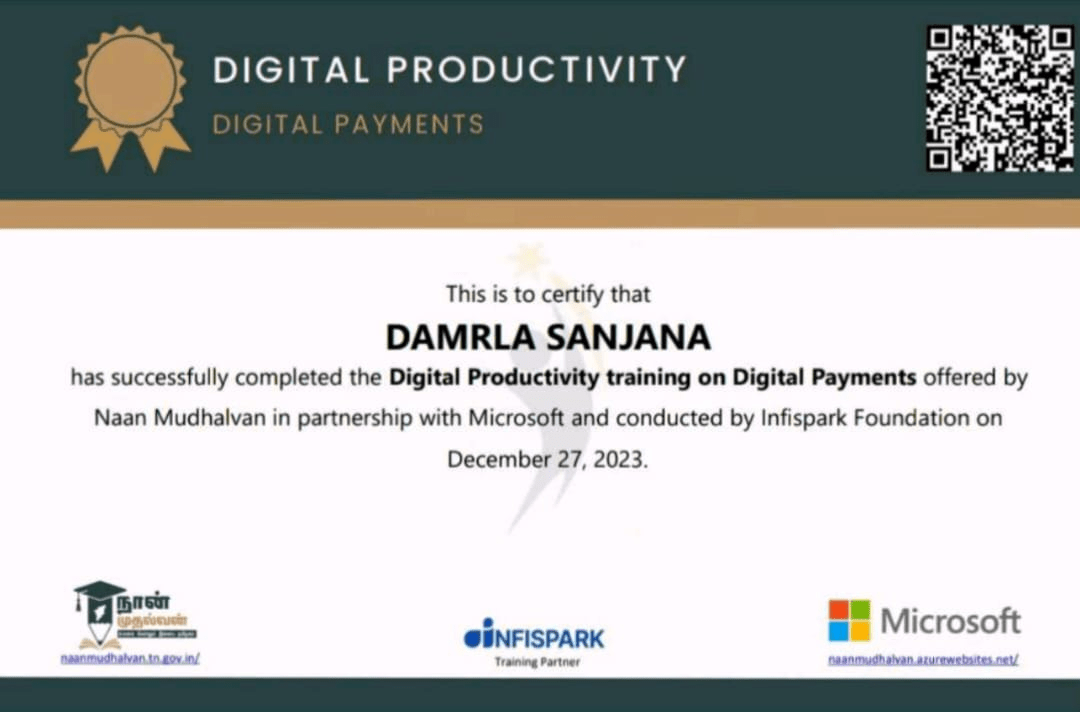 DIGITAL PRODUCTIVITY
DIGITAL PAYMENTS
This is to certify that
DAMRLA SANJANA
has successfully completed the Digital Productivity training on Digital Payments offered by
Naan Mudhalvan in partnership with Microsoft and conducted by Infispark Foundation on
December 27, 2023.
நான்
முதல்வன்
naanmudhalvan.tn.gov.in/
INFISPARK
Training Partner
Microsoft
naanmudhalvan.azurewebsites.net/